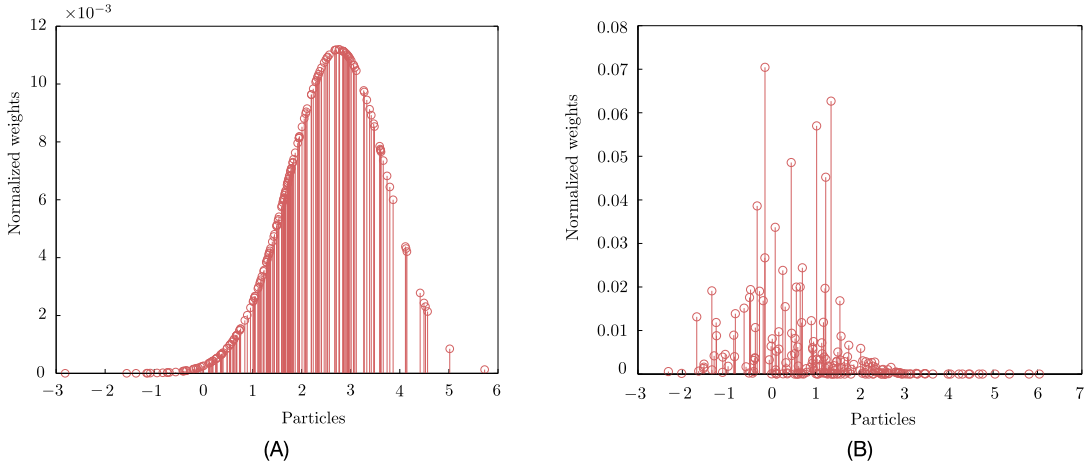 ×10−3
12
10
8
6
4
2
0
−3 −2 −1 0 1 2 3 4 5 6
Normalized weights
Particles
(A)
0.08
0.07
0.06
0.05
0.04
0.03
0.02
0.01
0
−3 −2 −1 0 1 2 3 4 5 6 7
Normalized weights
Particles
(B)